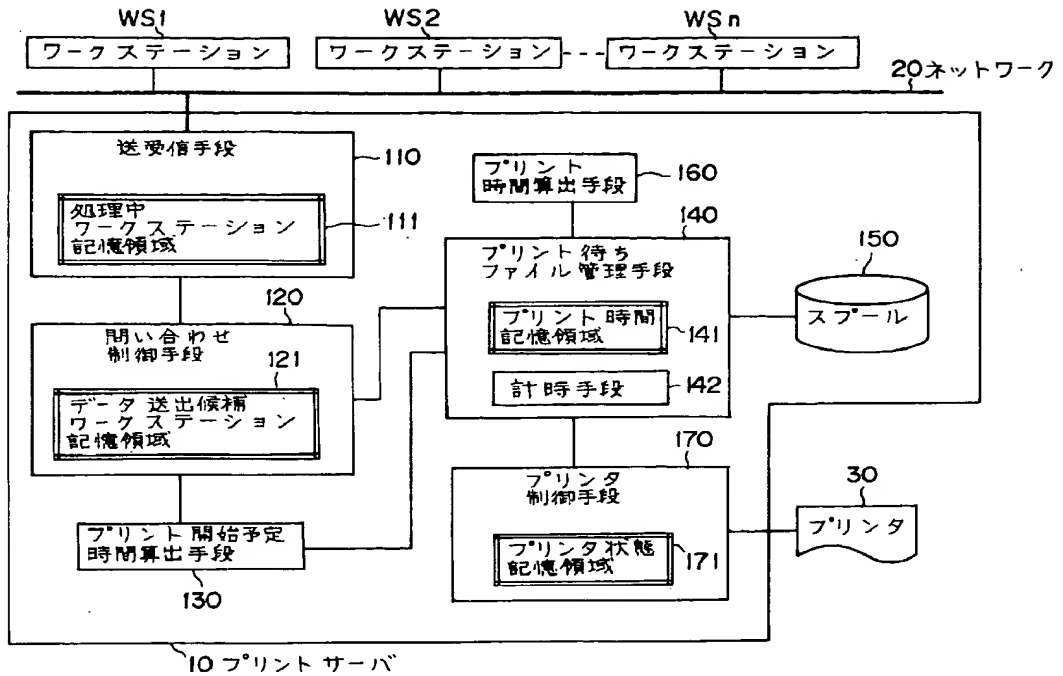 WS1
ワークステーション
WS2
ワークステーション
WSn
ワークステーション
20 ネットワーク
送受信手段
110
処理中
ワークステーション
記憶領域
111
プリント
時間算出手段
160
140
プリント待ち
ファイル管理手段
プリント時間
記憶領域
141
計時手段
142
150
スプール
120
問い合わせ
制御手段
121
データ送出候補
ワークステーション
記憶領域
プリント開始予定
時間算出手段
130
170
プリンタ
制御手段
プリンタ状態
記憶領域
171
30
プリンタ
10 プリントサーバ